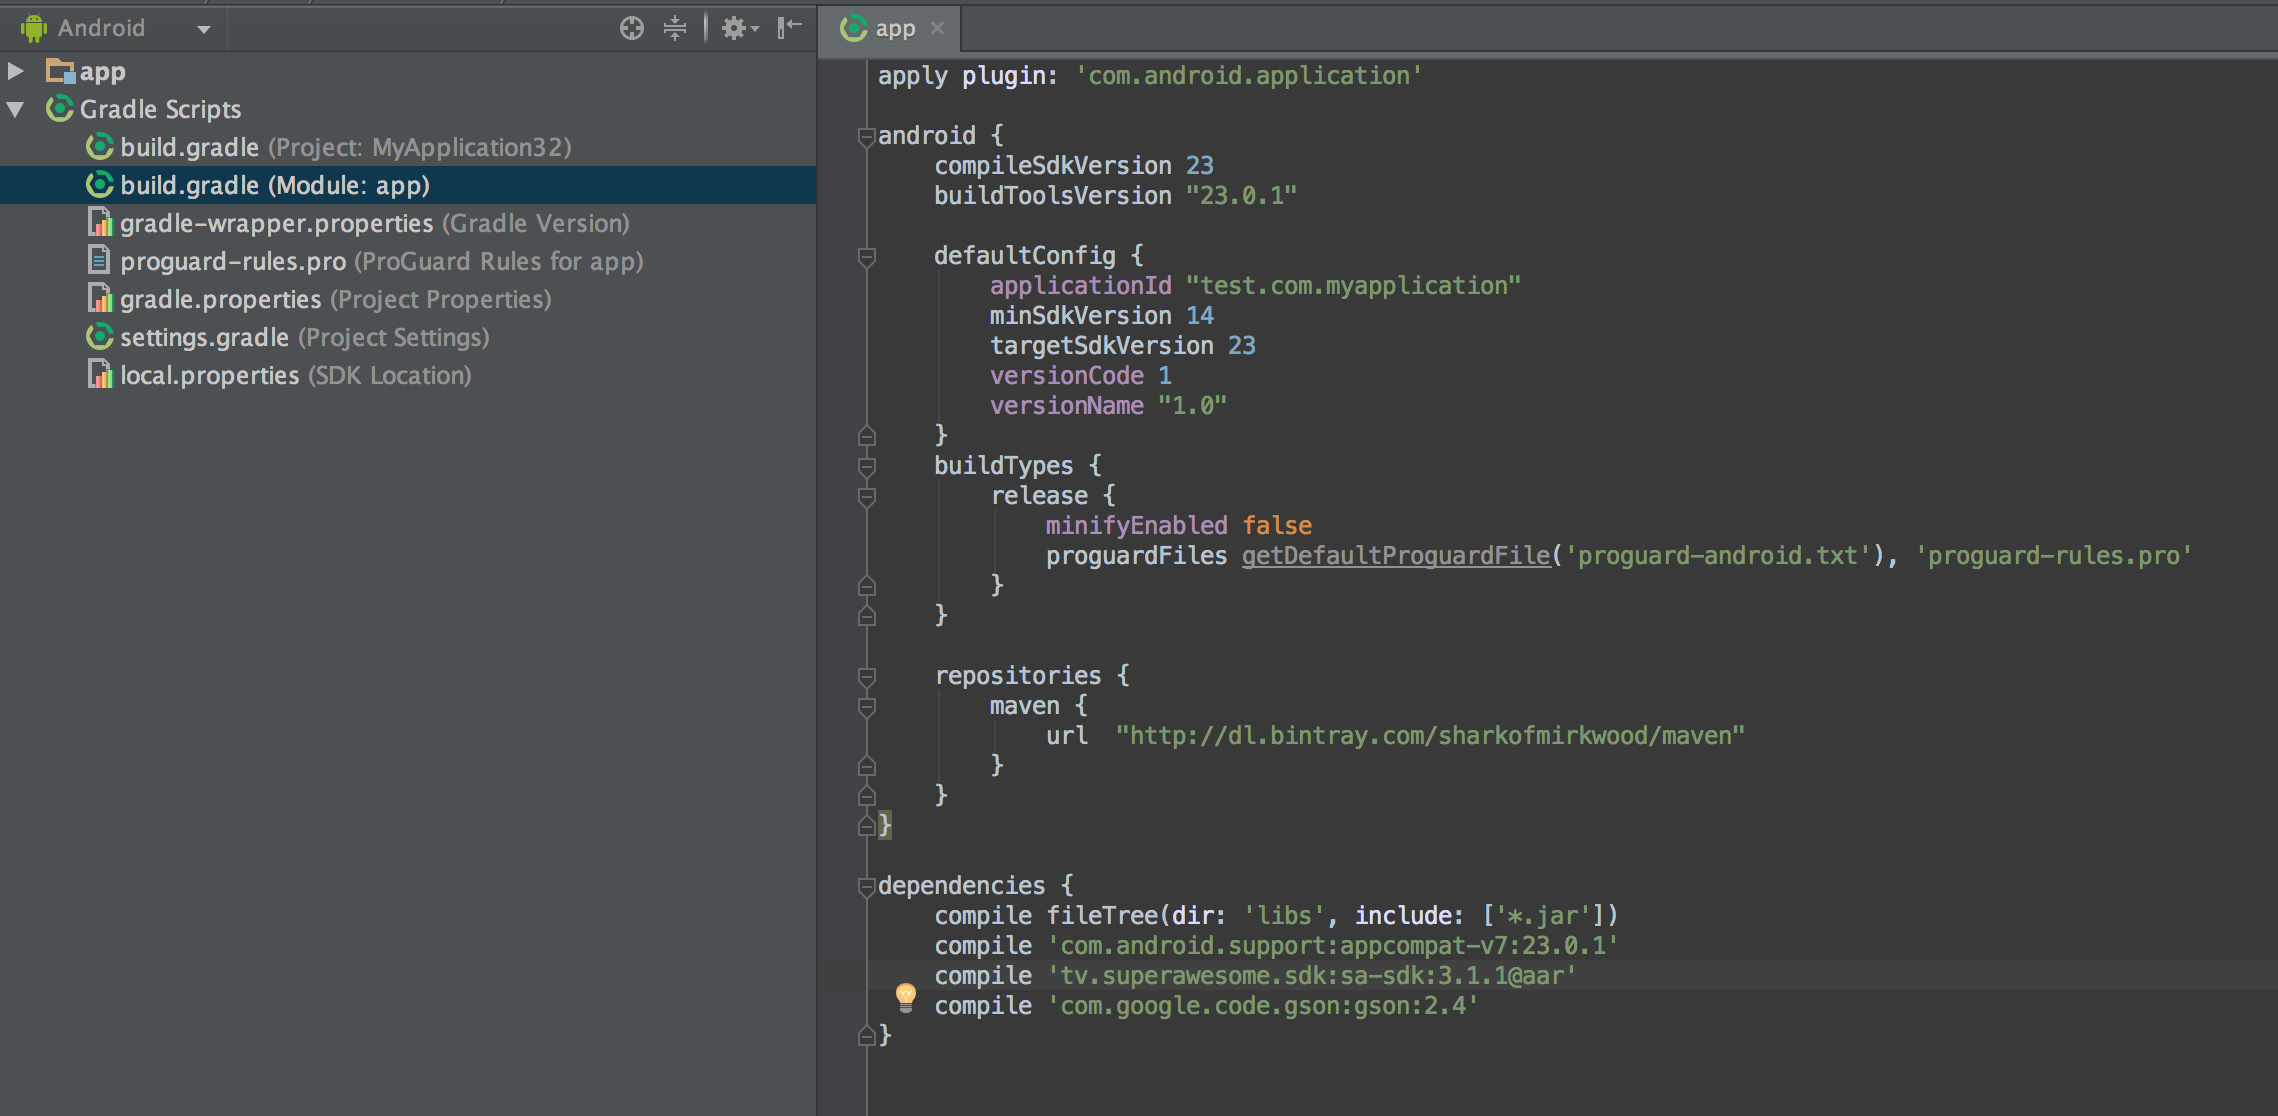 Android
app
Gradle Scripts
build.gradle (Project: MyApplication32)
build.gradle (Module: app)
gradle-wrapper.properties (Gradle Version)
proguard-rules.pro (ProGuard Rules for app)
gradle.properties (Project Properties)
settings.gradle (Project Settings)
local.properties (SDK Location)
app
apply plugin: 'com.android.application'
android {
compileSdkVersion 23
buildToolsVersion "23.0.1"
defaultConfig {
applicationId "test.com.myapplication"
minSdkVersion 14
targetSdkVersion 23
versionCode 1
versionName "1.0"
}
buildTypes {
release {
minifyEnabled false
proguardFiles getDefaultProguardFile('proguard-android.txt'), 'proguard-rules.pro'
}
}
repositories {
maven {
url  "http://dl.bintray.com/sharkofmirkwood/maven"
}
}
}
dependencies {
compile fileTree(dir: 'libs', include: ['*.jar'])
compile 'com.android.support:appcompat-v7:23.0.1'
compile 'tv.superawesome.sdk:sa-sdk:3.1.1@aar'
compile 'com.google.code.gson:gson:2.4'
}